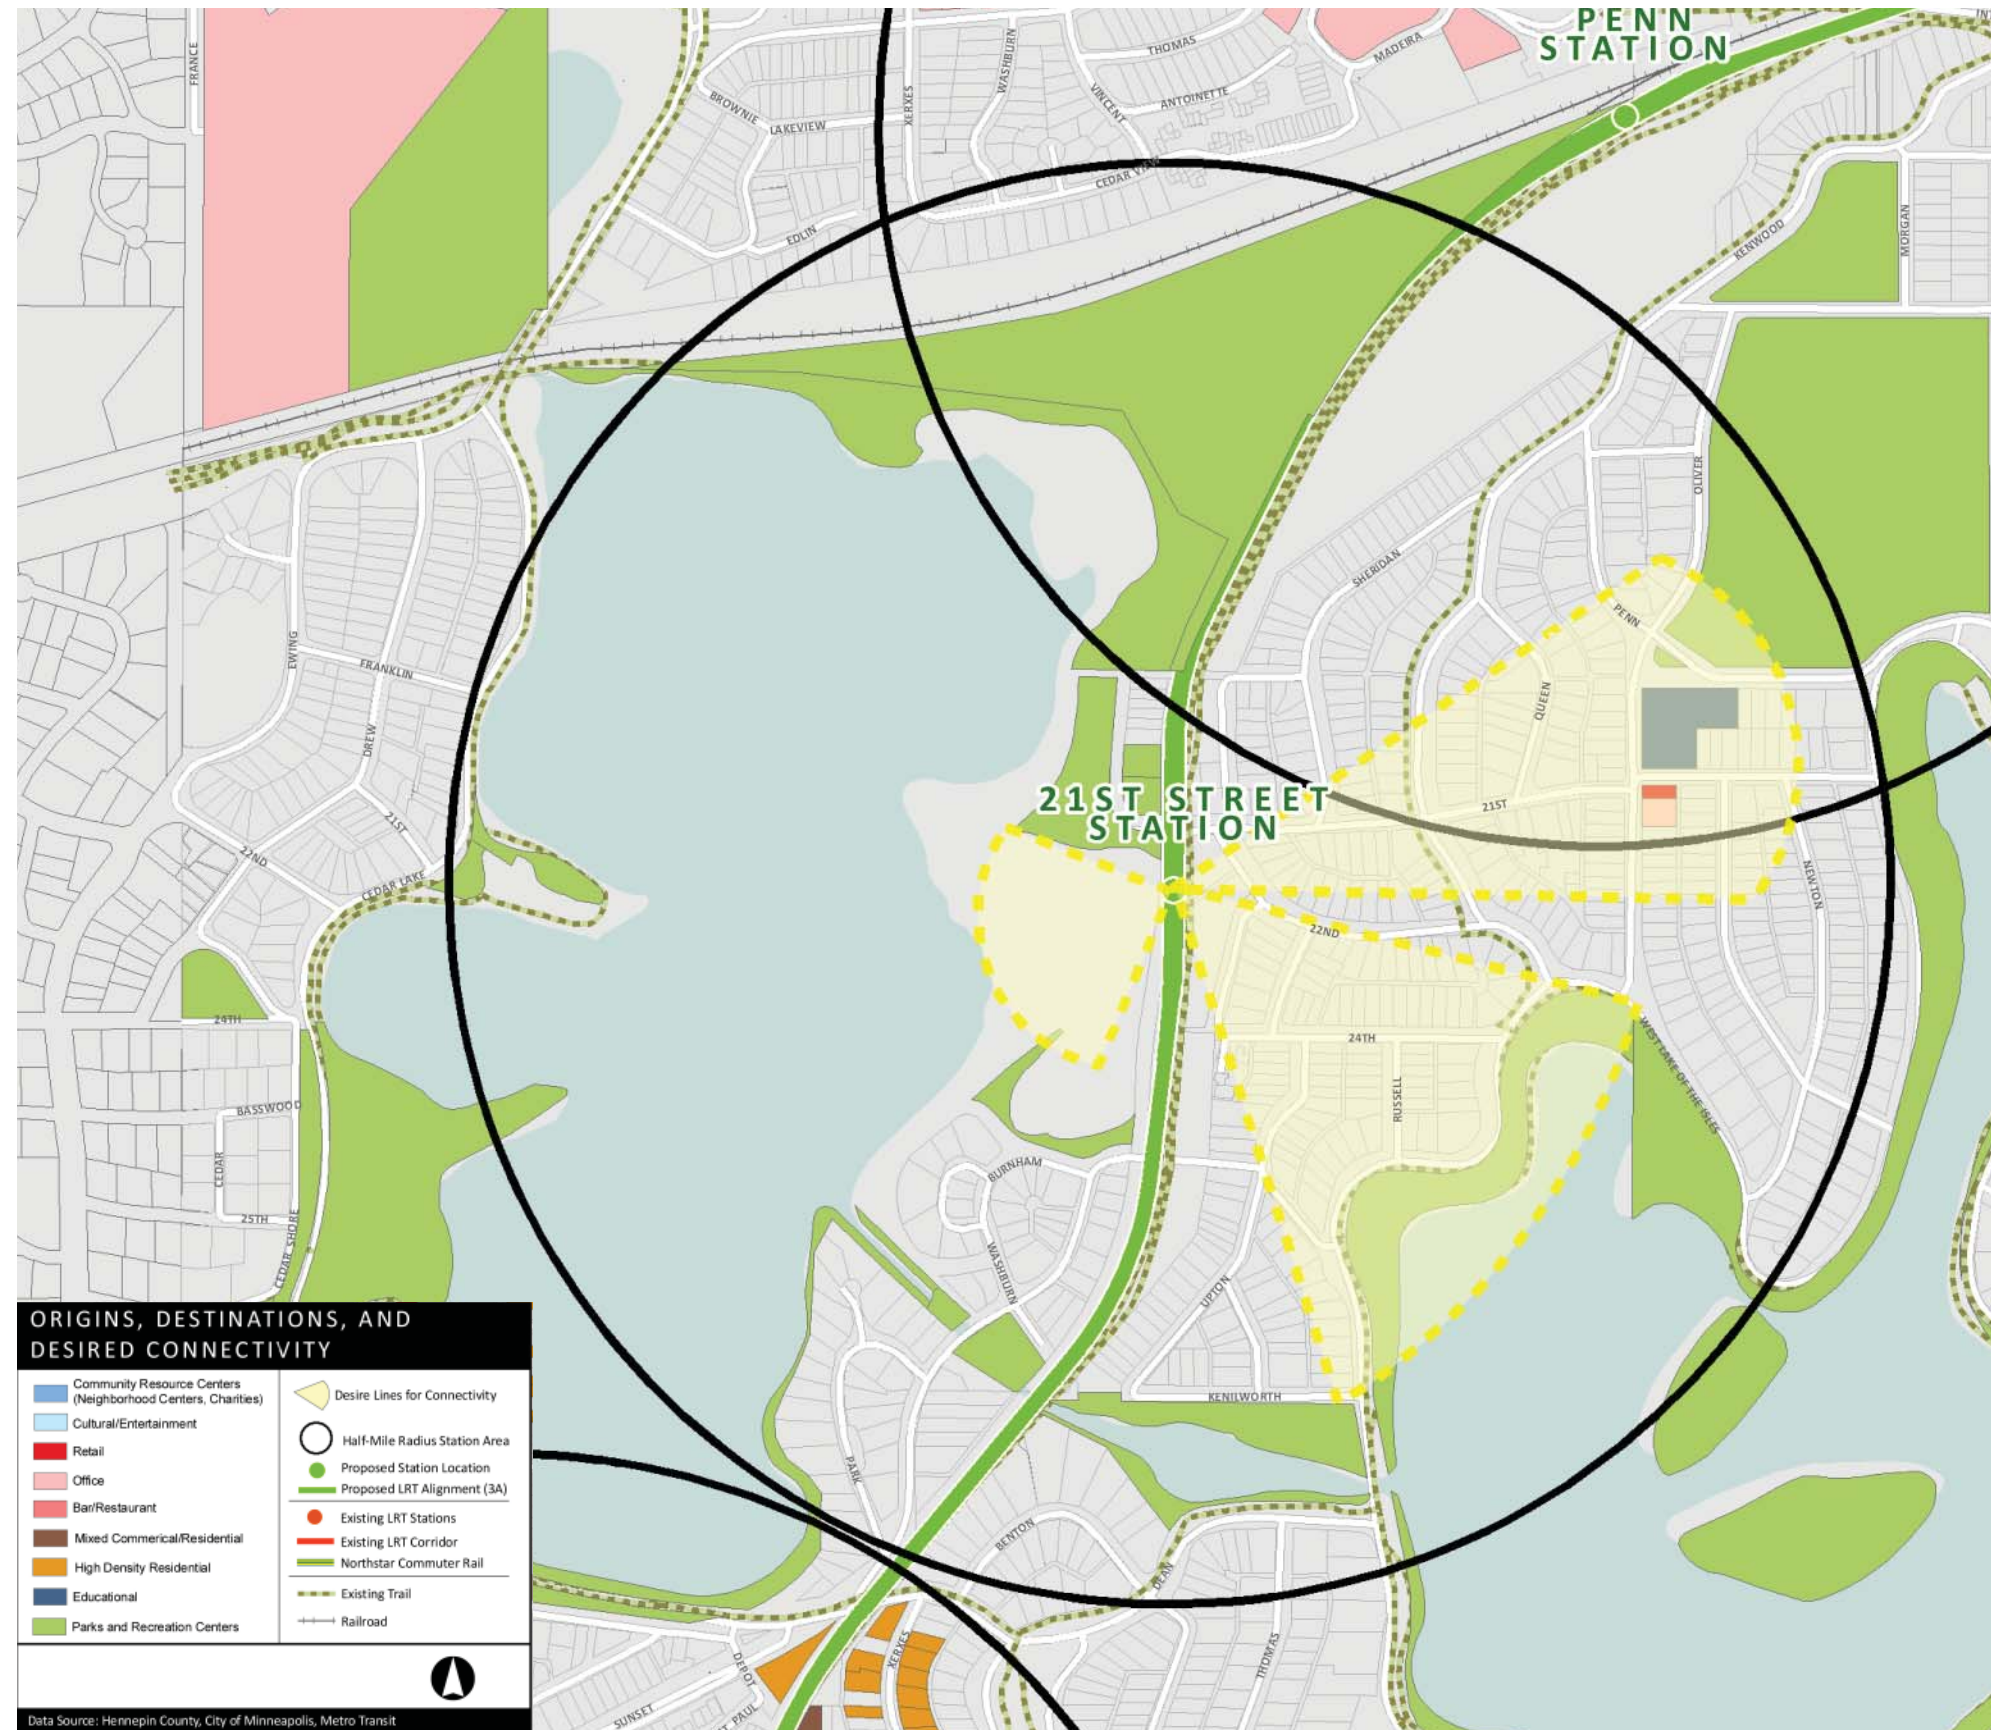 PENN
STATION
FRANCE
THOMAS
MADEIRA
WASHBURN
VINCENT
XERXES
ANTOINETTE
BROWNIE
LAKEVIEW
CEDAR VIEW
EDLIN
KENWOOD
MORGAN
OLIVER
SHERIDAN
PENN
EWING
FRANKLIN
QUEEN
DREW
21ST STREET
STATION
21ST
21ST
22ND
CEDAR LAKE
NEWTON
22ND
24TH
24TH
WEST LAKE OF THE ISLES
RUSSELL
BASSWOOD
CEDAR
BURNHAM
25TH
CEDAR SHORE
WASHBURN
UPTON
KENILWORTH
PARK
BENTON
DEAN
XERXES
THOMAS
DEPOT
SUNSET
PAUL
ORIGINS, DESTINATIONS, AND
DESIRED CONNECTIVITY
Community Resource Centers
(Neighborhood Centers, Charities)
Cultural/Entertainment
Retail
Office
Bar/Restaurant
Mixed Commerical/Residential
High Density Residential
Educational
Parks and Recreation Centers
Desire Lines for Connectivity
Half-Mile Radius Station Area
Proposed Station Location
Proposed LRT Alignment (3A)
Existing LRT Stations
Existing LRT Corridor
Northstar Commuter Rail
Existing Trail
Railroad
Data Source: Hennepin County, City of Minneapolis, Metro Transit